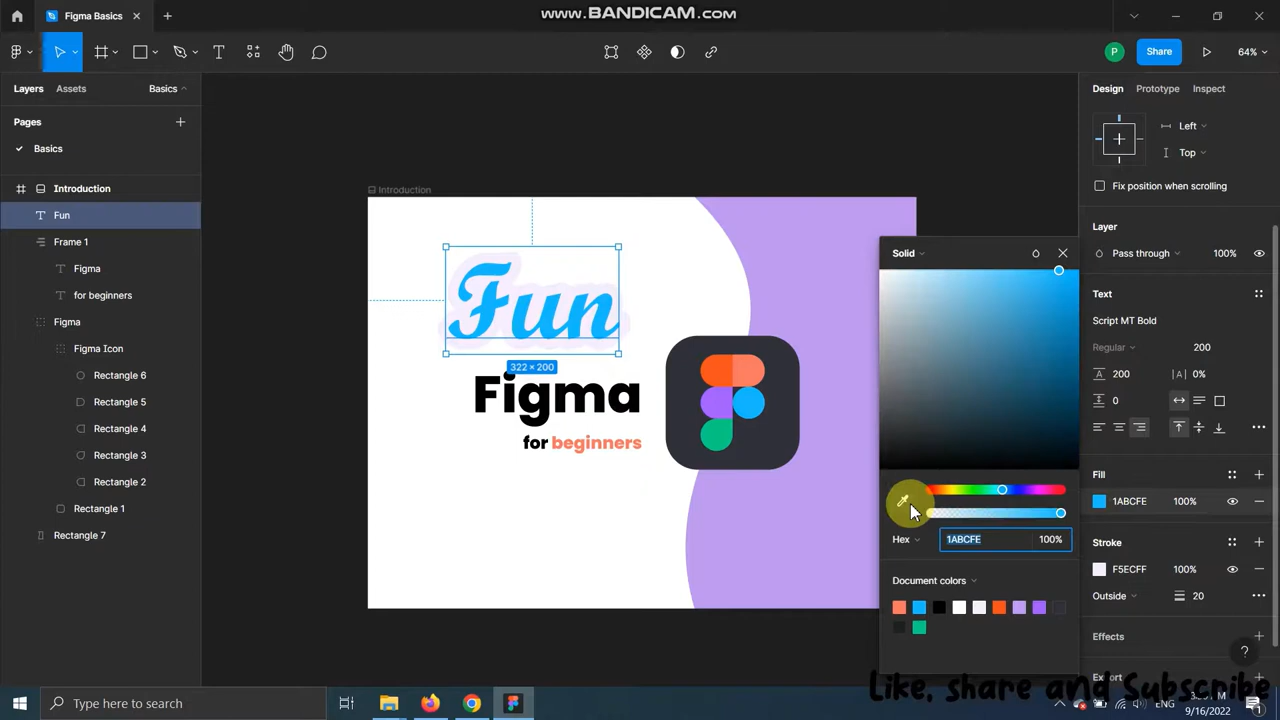 www.BANDICAM.com
Figma Basics
P
Share
64%
Layers
Assets
Basics
Design
Prototype
Inspect
Pages
Basics
Left
Top
Fix position when scrolling
Introduction
Fun
Frame 1
Figma
for beginners
Figma
Figma Icon
Rectangle 6
Rectangle 5
Rectangle 4
Rectangle 3
Rectangle 2
Rectangle 1
Rectangle 7
Introduction
Fun
322 × 200
Figma
for beginners
Solid
Hex
1ABCFE
100%
Document colors
Layer
Pass through
100%
Text
Script MT Bold
Regular
200
200
0%
0
Fill
1ABCFE
100%
Stroke
F5ECFF
100%
Outside
20
Effects
Export
?
Like, share and Subscribe
Type here to search
ENG
9/16/2022